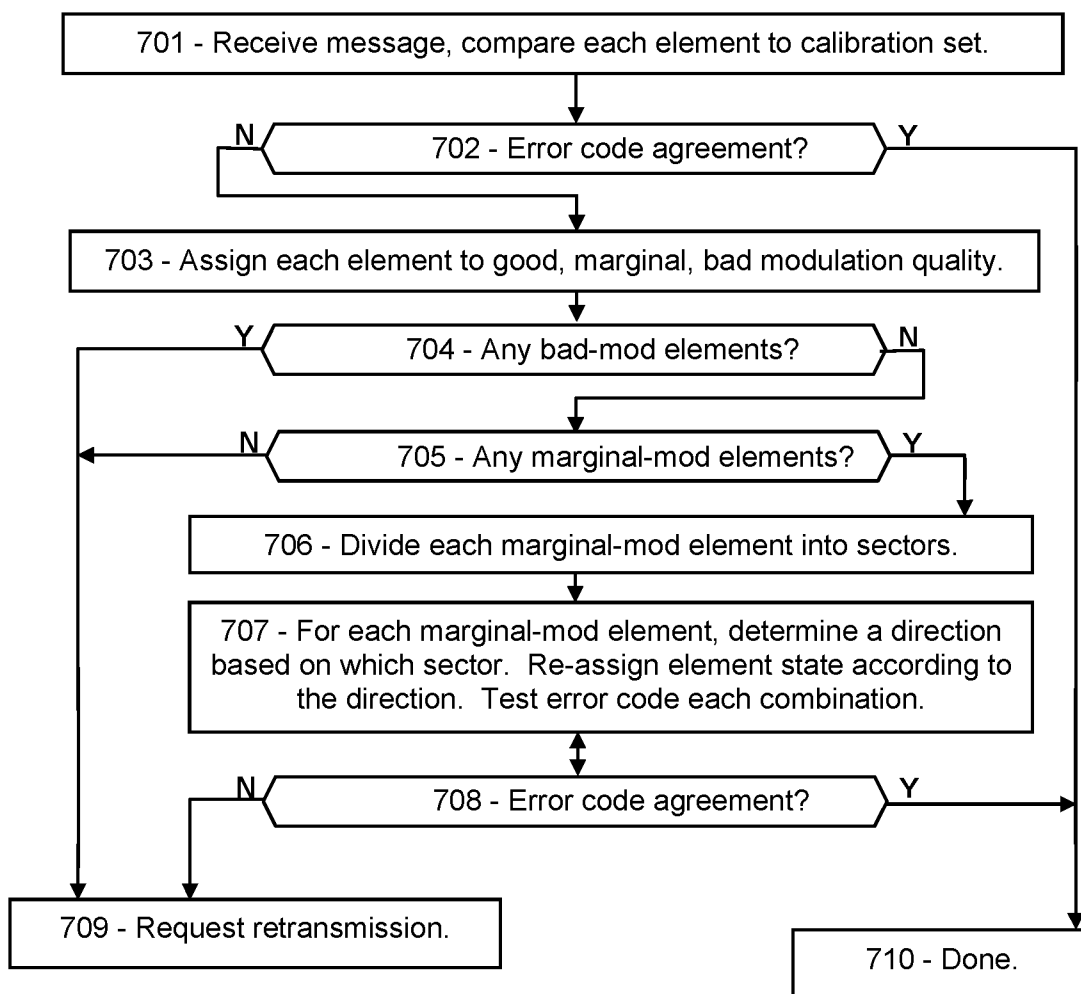 701 - Receive message, compare each element to calibration set.
N
Y
702 - Error code agreement?
703 - Assign each element to good, marginal, bad modulation quality.
Y
N
704 - Any bad-mod elements?
N
Y
705 - Any marginal-mod elements?
706 - Divide each marginal-mod element into sectors.
707 - For each marginal-mod element, determine a direction
based on which sector.  Re-assign element state according to
the direction.  Test error code each combination.
N
Y
708 - Error code agreement?
709 - Request retransmission.
710 - Done.